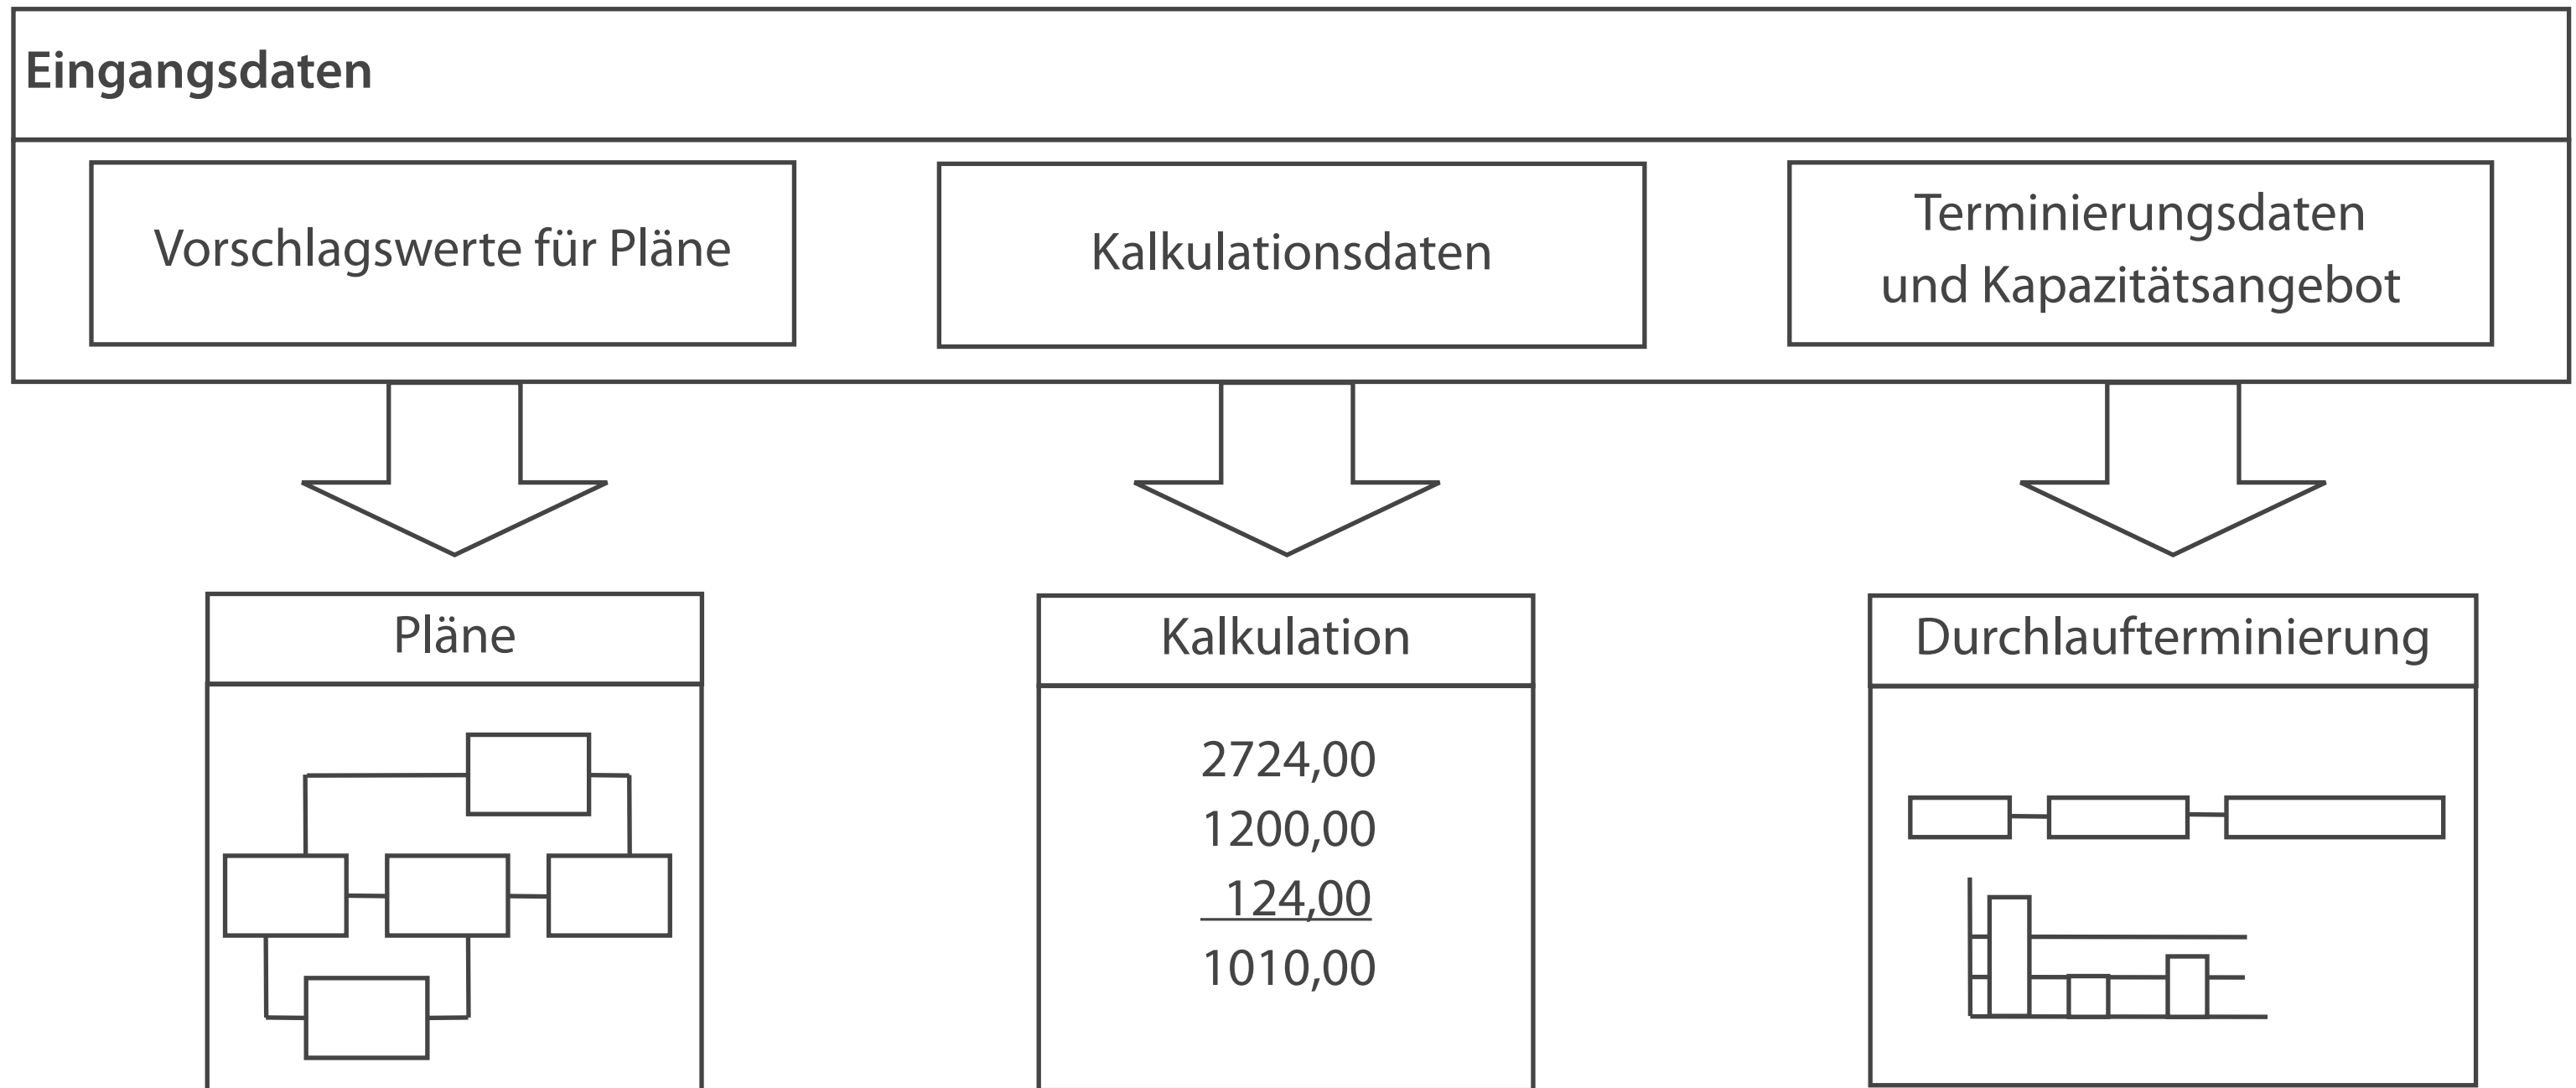 Eingangsdaten
Vorschlagswerte für Pläne
Kalkulationsdaten
Terminierungsdaten
und Kapazitätsangebot
Pläne
Kalkulation
2724,00
1200,00
124,00
1010,00
Durchlaufterminierung